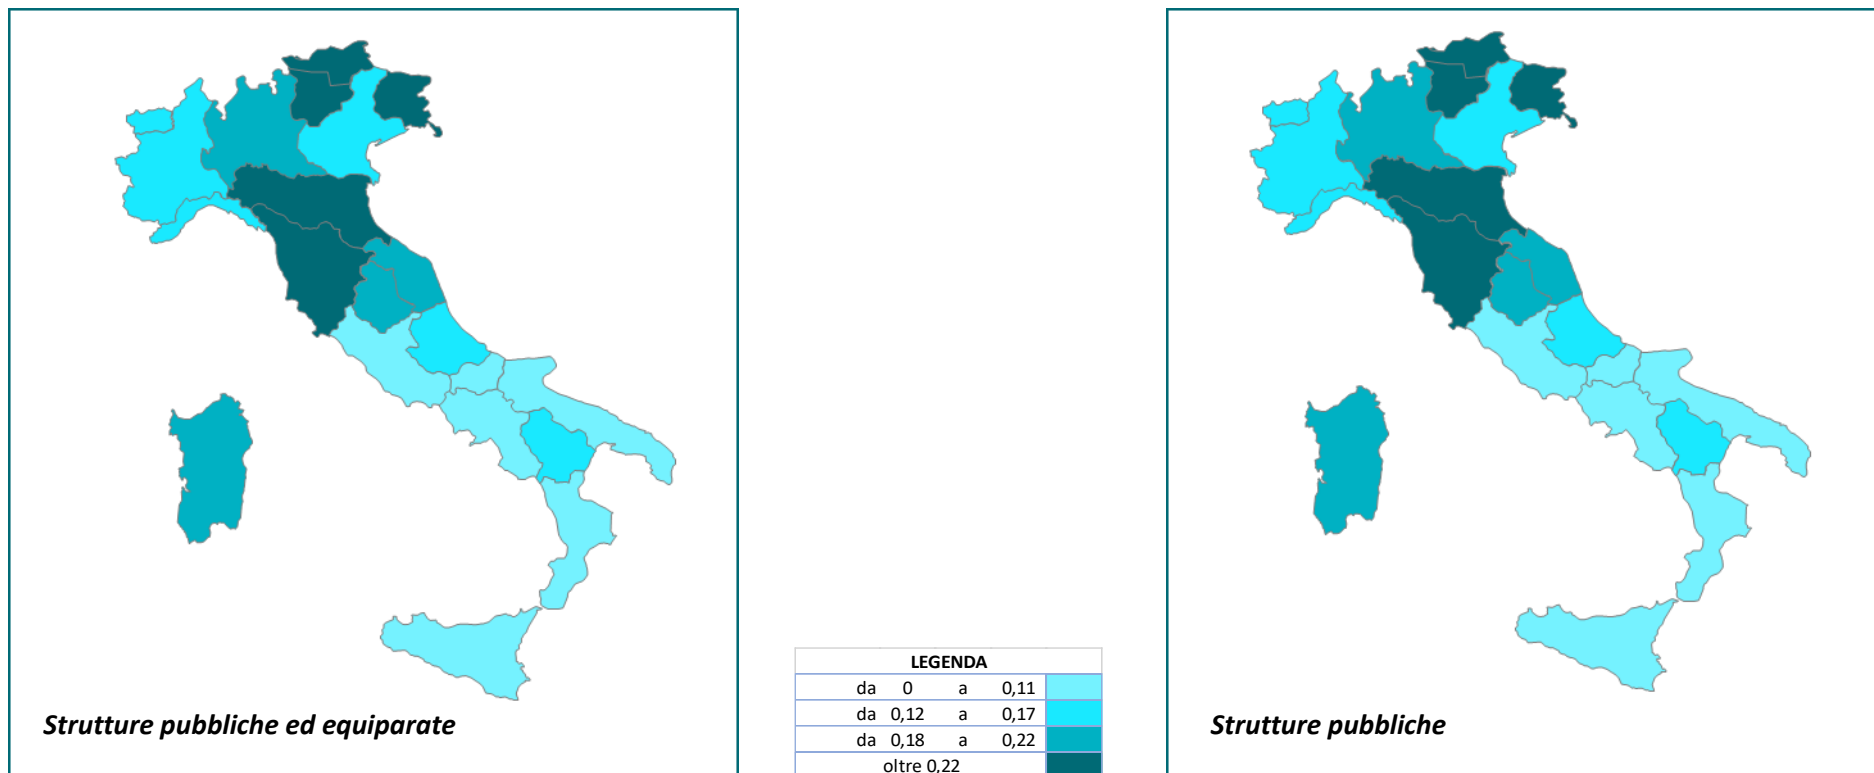 LEGENDA
da 0 a 0,11
da 0,12 a 0,17
da 0,18 a 0,22
oltre 0,22
Strutture pubbliche ed equiparate
Strutture pubbliche